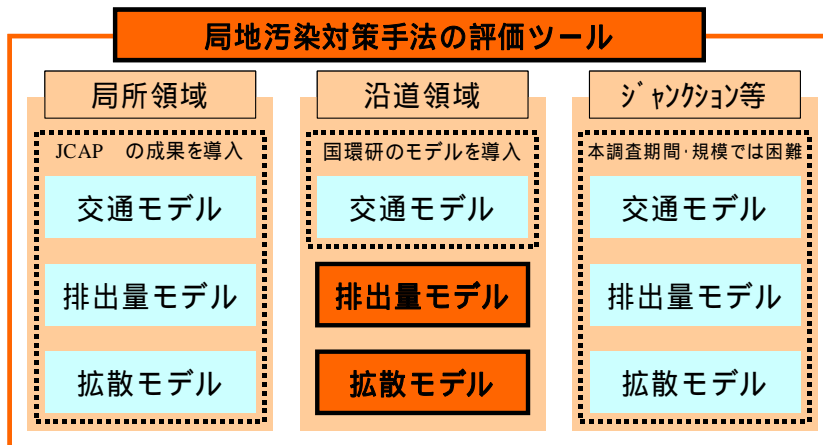 局地汚染対策手法の評価ツール
局所領域
JCAP の成果を導入
交通モデル
排出量モデル
拡散モデル
沿道領域
国環研のモデルを導入
交通モデル
排出量モデル
拡散モデル
ｼﾞｬﾝｸｼｮﾝ等
本調査期間･規模では困難
交通モデル
排出量モデル
拡散モデル